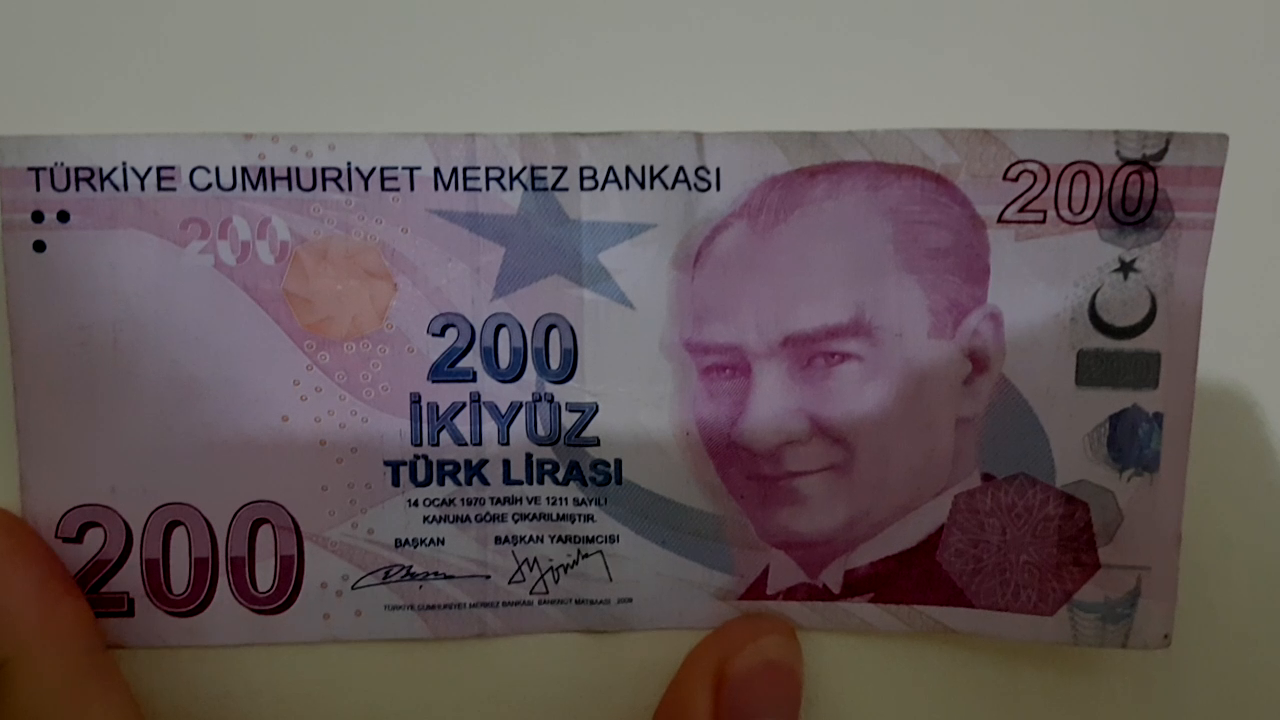 TÜRKİYE CUMHURİYET MERKEZ BANKASI
200
200
200
İKİYÜZ
TÜRK LİRASI
14 OCAK 1970 TARİH VE 1211 SAYILI
KANUNA GÖRE ÇIKARILMIŞTIR.
BAŞKAN BAŞKAN YARDIMCISI
200
TÜRKİYE CUMHURİYET MERKEZ BANKASI BANKNOT MATBAASI 2009